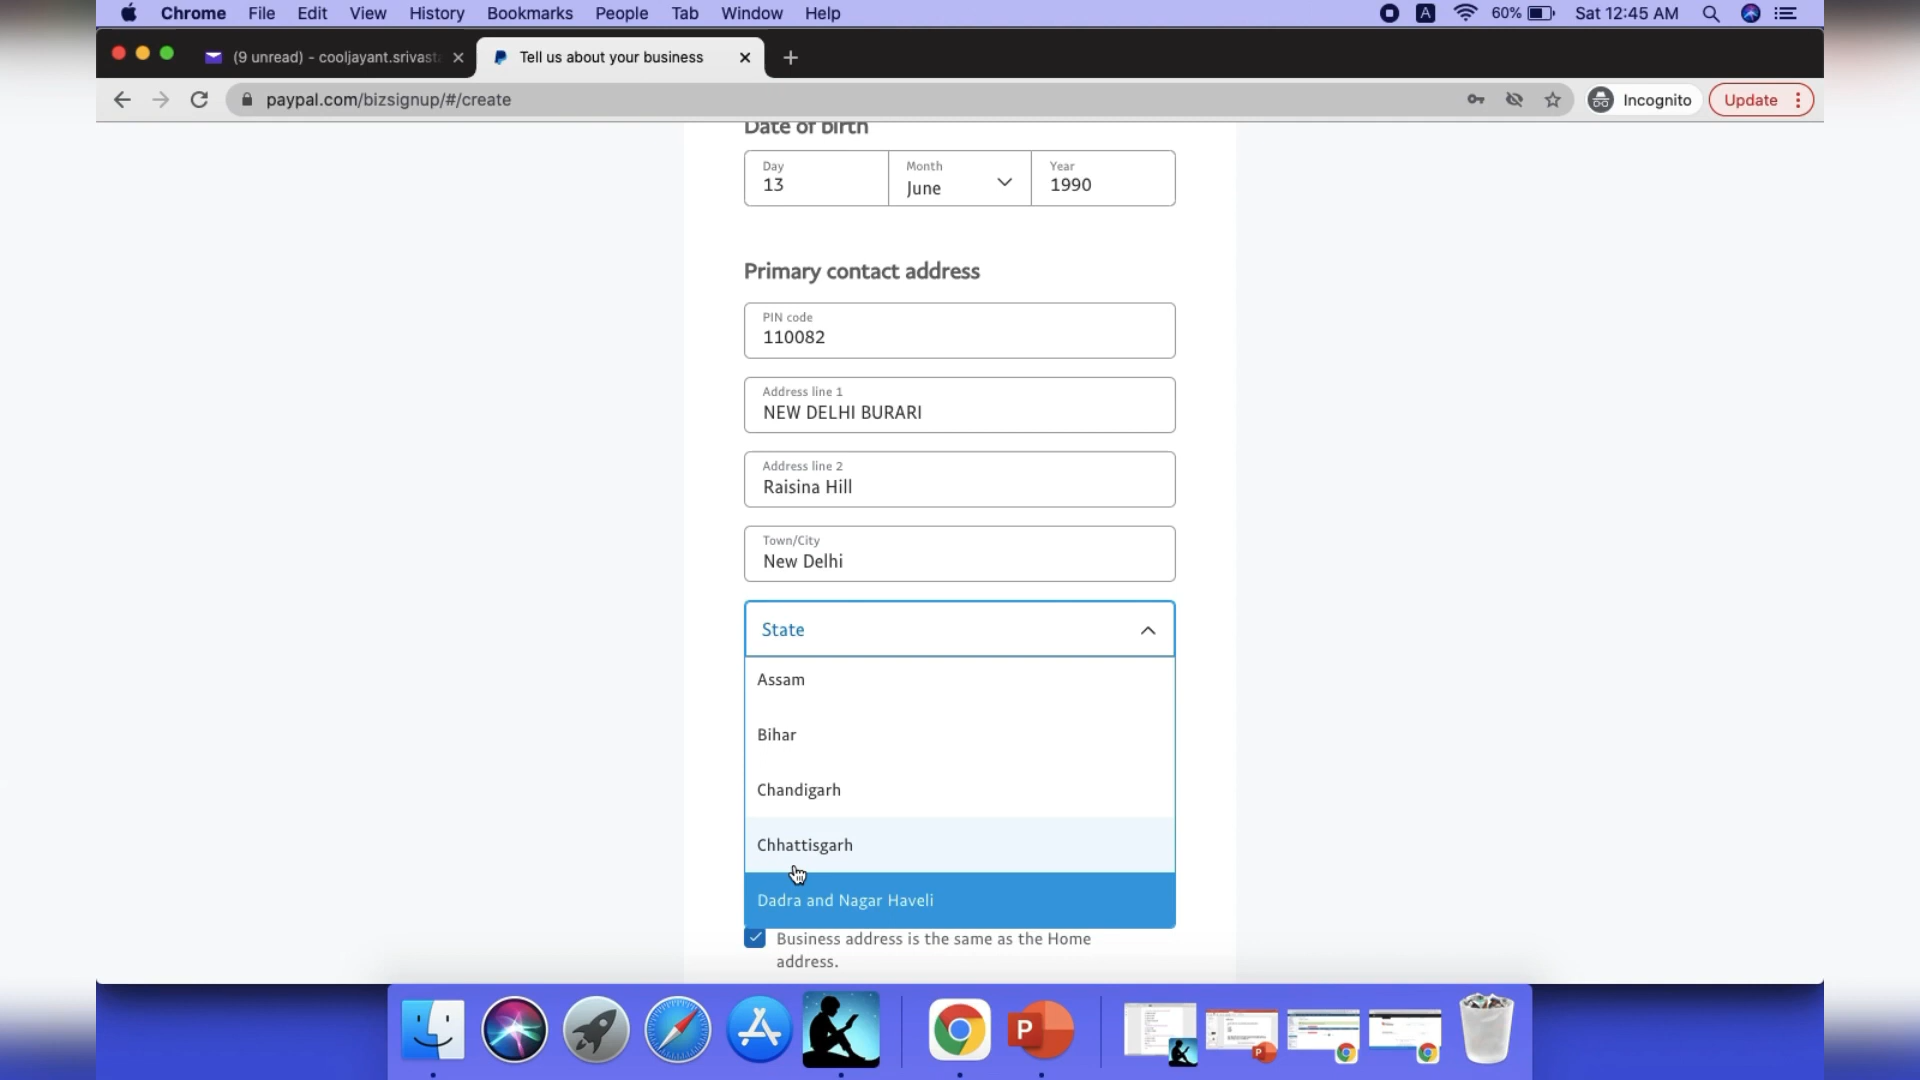 Chrome File Edit View History Bookmarks People Tab Window Help A 60% Sat 12:45 AM
(9 unread) - cooljayant.srivasta Tell us about your business
paypal.com/bizsignup/#/create Incognito Update
Date of birth
Day Month Year
13 June 1990
Primary contact address
PIN code
110082
Address line 1
NEW DELHI BURARI
Address line 2
Raisina Hill
Town/City
New Delhi
State
Assam
Bihar
Chandigarh
Chhattisgarh
Dadra and Nagar Haveli
Business address is the same as the Home
address.
P